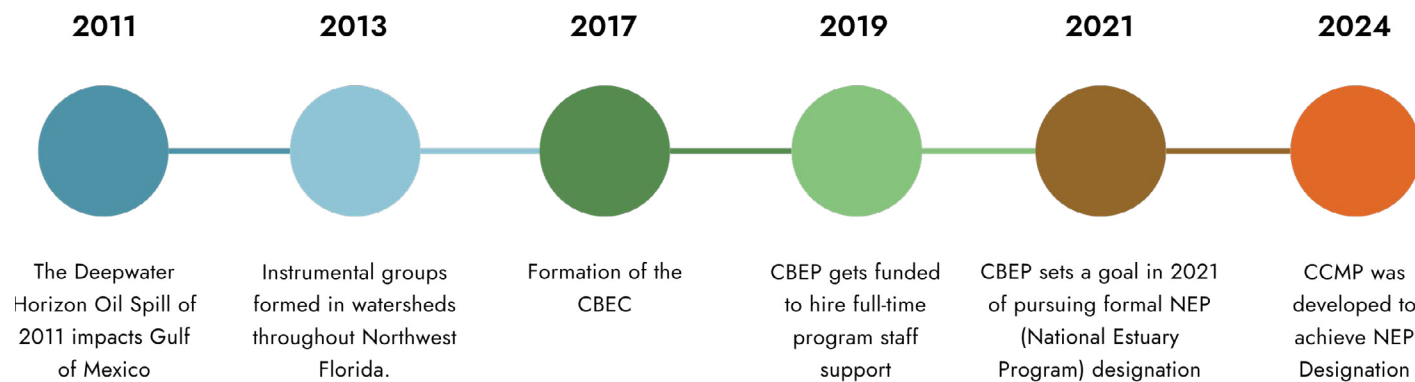 2011
2013
2017
2019
2021
2024
The Deepwater
Horizon Oil Spill of
2011 impacts Gulf
of Mexico
Instrumental groups
formed in watersheds
throughout Northwest
Florida.
Formation of the
CBEC
CBEP gets funded
to hire full-time
program staff
support
CBEP sets a goal in 2021
of pursuing formal NEP
(National Estuary
Program) designation
CCMP was
developed to
achieve NEP
Designation